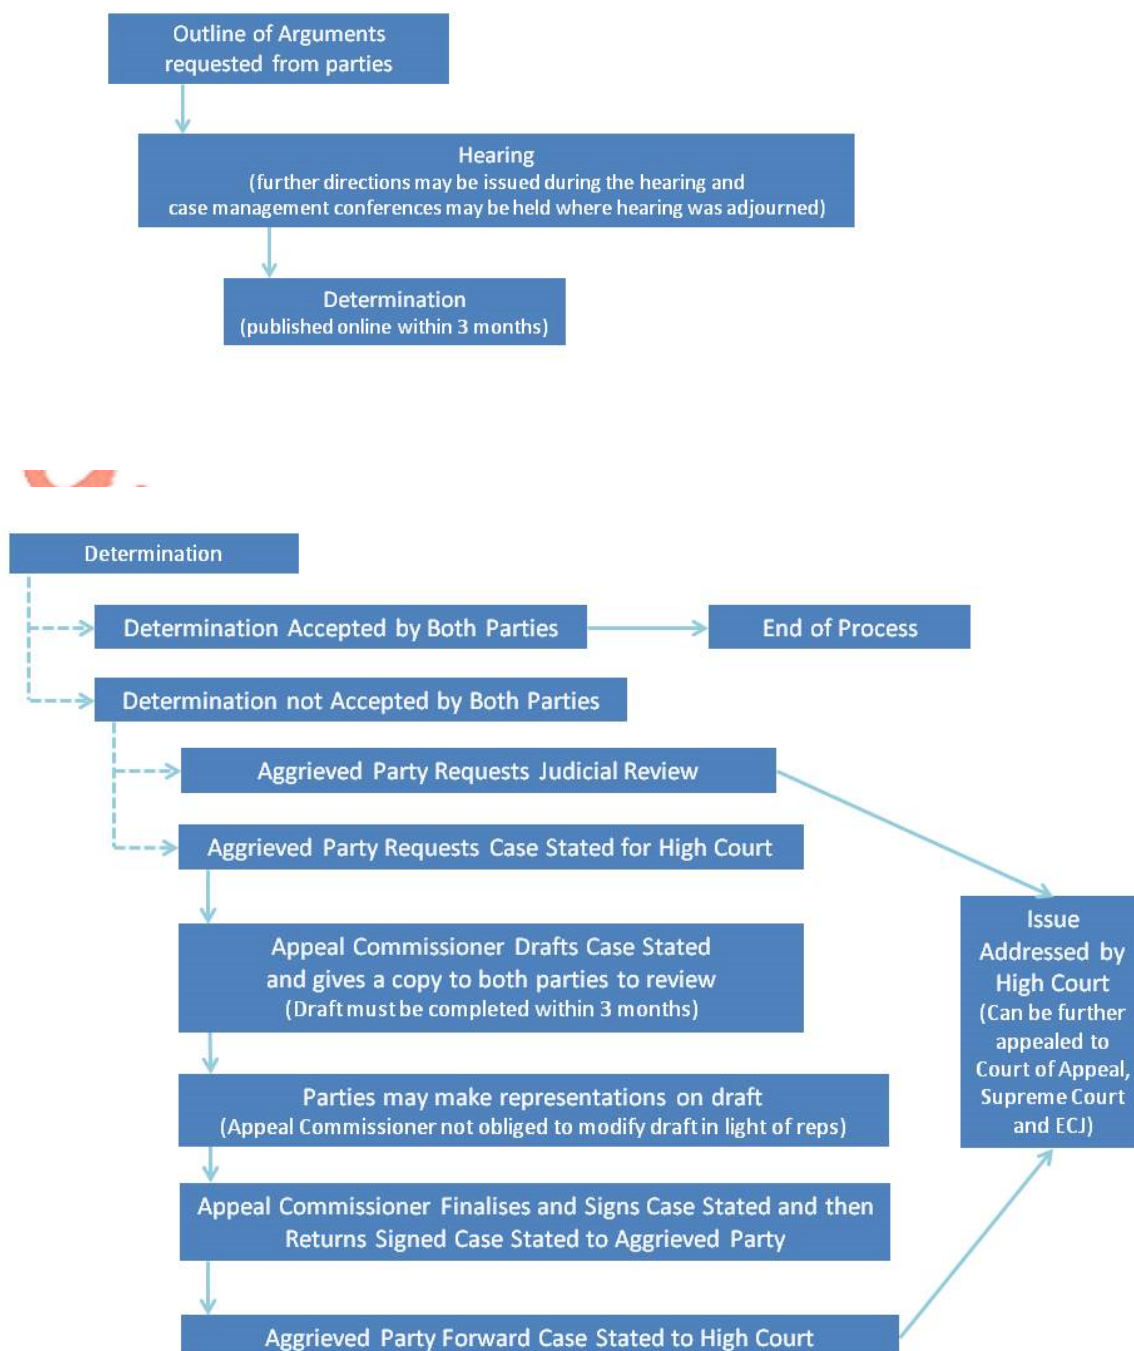 Outline of Arguments
requested from parties
Hearing
(further directions may be issued during the hearing and
case management conferences may be held where hearing was adjourned)
Determination
(published online within 3 months)
Determination
Determination Accepted by Both Parties
End of Process
Determination not Accepted by Both Parties
Aggrieved Party Requests Judicial Review
Aggrieved Party Requests Case Stated for High Court
Appeal Commissioner Drafts Case Stated
and gives a copy to both parties to review
(Draft must be completed within 3 months)
Parties may make representations on draft
(Appeal Commissioner not obliged to modify draft in light of reps)
Appeal Commissioner Finalises and Signs Case Stated and then
Returns Signed Case Stated to Aggrieved Party
Aggrieved Party Forward Case Stated to High Court
Issue
Addressed by
High Court
(Can be further
appealed to
Court of Appeal,
Supreme Court
and ECJ)